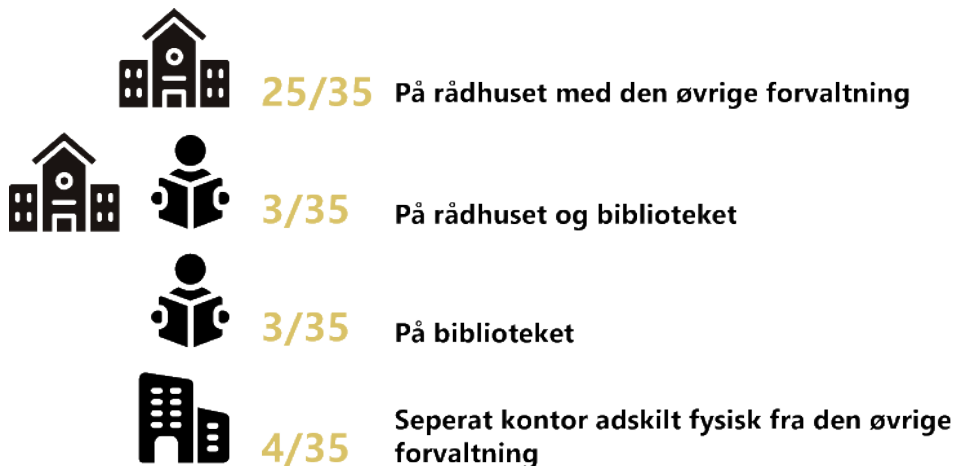 25/35 På rådhuset med den øvrige forvaltning
3/35 På rådhuset og biblioteket
3/35 På biblioteket
4/35 Seperat kontor adskilt fysisk fra den øvrige
forvaltning